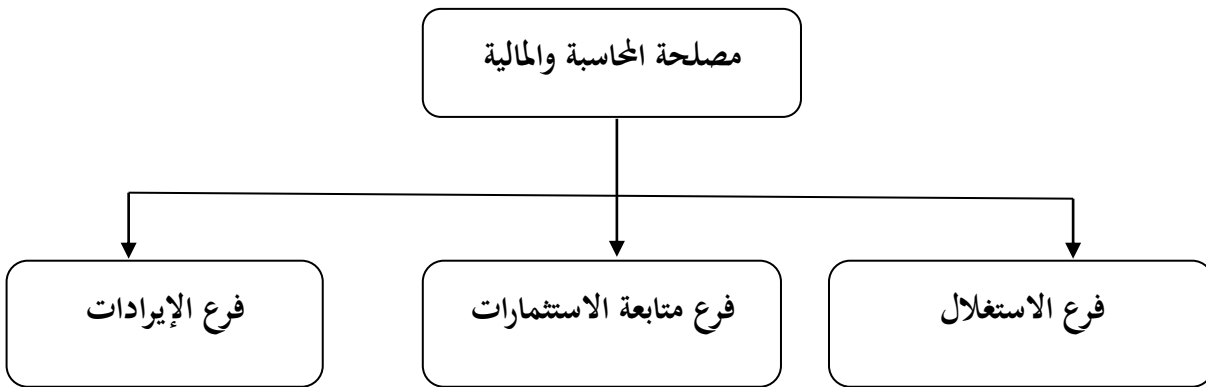 مصلحة المحاسبة والمالية
فرع الاستغلال
فرع متابعة الاستثمارات
فرع الإيرادات